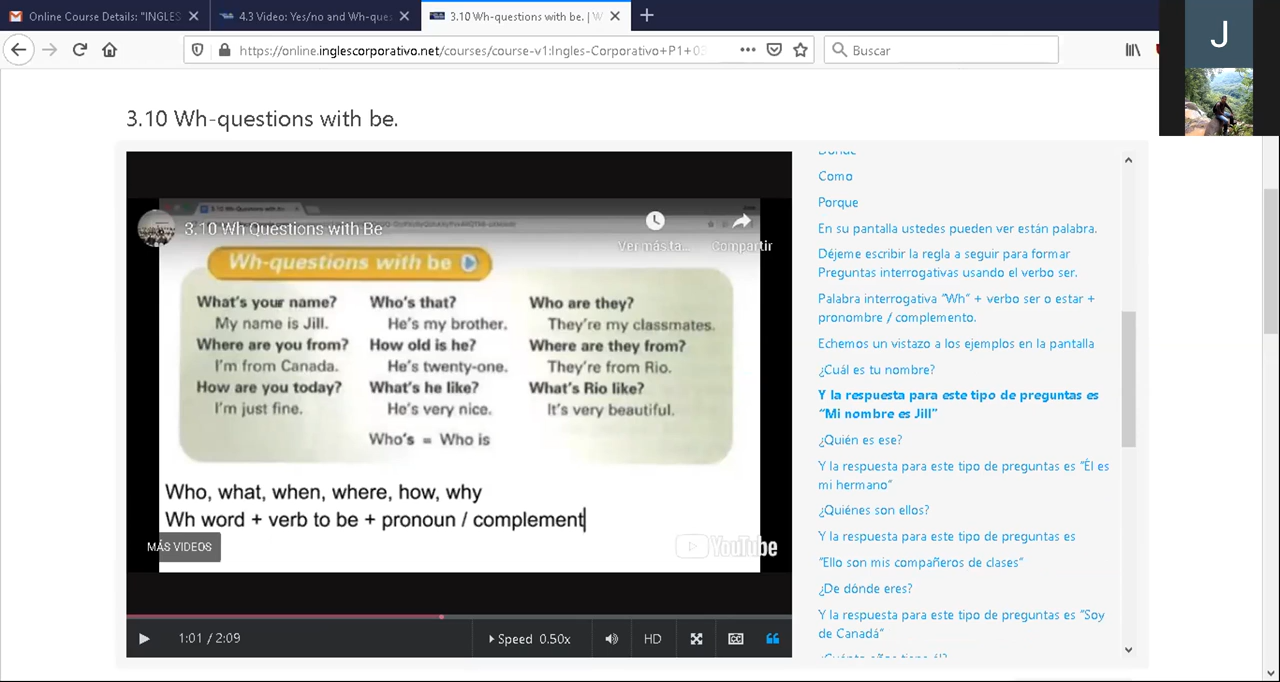 Online Course Details: "INGLES
4.3 Video: Yes/no and Wh-ques
3.10 Wh-questions with be. | W
https://online.inglescorporativo.net/courses/course-v1:Ingles-Corporativo+P1+03
Buscar
J
3.10 Wh-questions with be.
3.10 Wh Questions with Be
Ver más ta...
Compartir
Wh-questions with be
What's your name?
My name is Jill.
Where are you from?
I'm from Canada.
How are you today?
I'm just fine.
Who's that?
He's my brother.
How old is he?
He's twenty-one.
What's he like?
He's very nice.
Who's = Who is
Who are they?
They're my classmates.
Where are they from?
They're from Rio.
What's Rio like?
It's very beautiful.
Who, what, when, where, how, why
Wh word + verb to be + pronoun / complement
MÁS VIDEOS
YouTube
1:01 / 2:09
Speed 0.50x
HD
Donde
Como
Porque
En su pantalla ustedes pueden ver están palabra.
Déjeme escribir la regla a seguir para formar
Preguntas interrogativas usando el verbo ser.
Palabra interrogativa "Wh" + verbo ser o estar +
pronombre / complemento.
Echemos un vistazo a los ejemplos en la pantalla
¿Cuál es tu nombre?
Y la respuesta para este tipo de preguntas es
"Mi nombre es Jill"
¿Quién es ese?
Y la respuesta para este tipo de preguntas es "Él es
mi hermano"
¿Quiénes son ellos?
Y la respuesta para este tipo de preguntas es
"Ello son mis compañeros de clases"
¿De dónde eres?
Y la respuesta para este tipo de preguntas es "Soy
de Canadá"
¿Cuánto años tiene él?